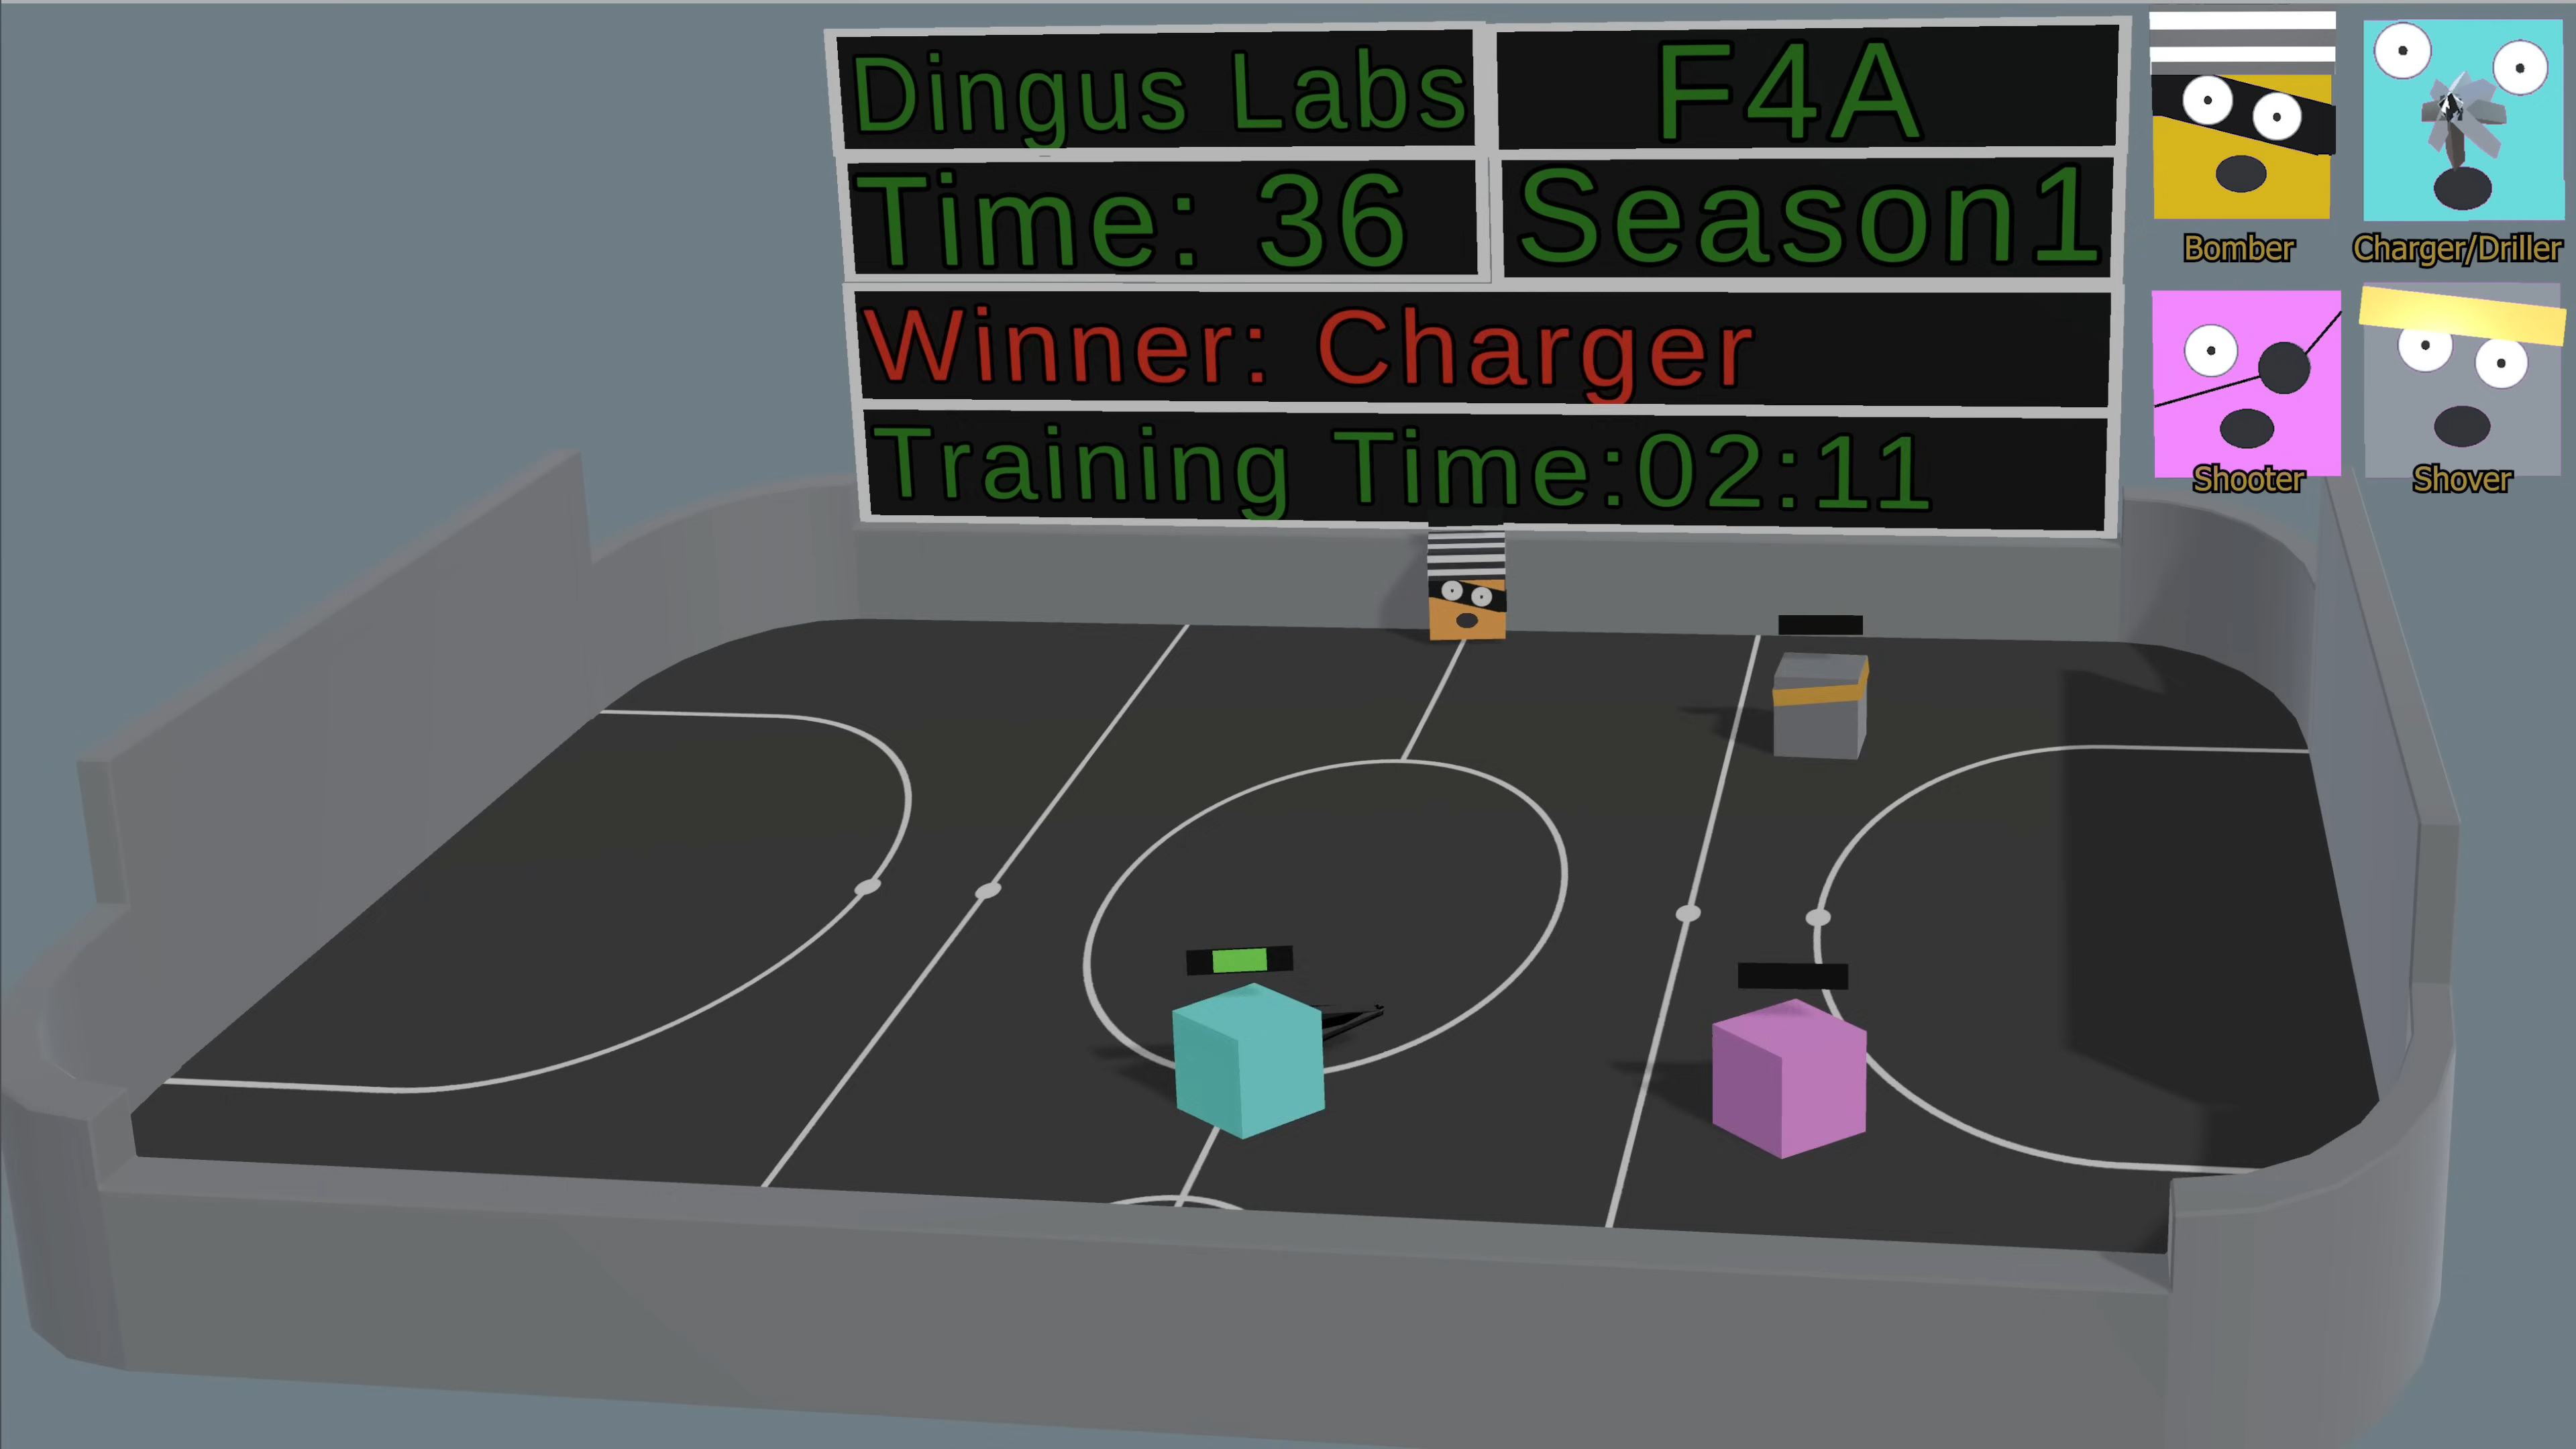 Dingus Labs
F4A
Time: 36
Season1
Winner: Charger
Training Time:02:11
Bomber
Charger/Driller
Shooter
Shover